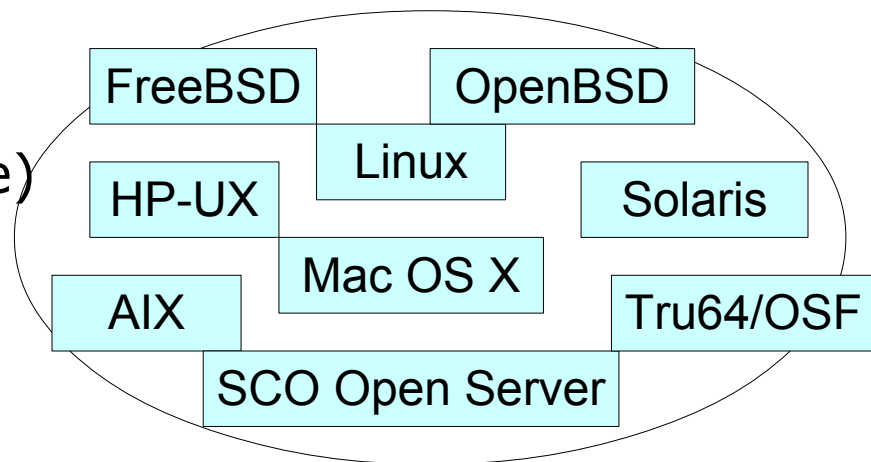 FreeBSD
OpenBSD
Linux
e)
HP-UX
Solaris
Mac OS X
AIX
Tru64/OSF
SCO Open Server